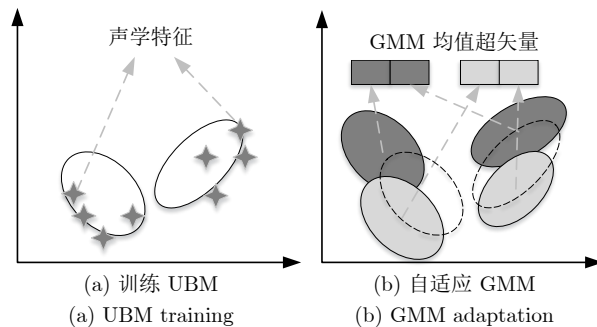 声学特征
GMM 均值超矢量
(a) 训练 UBM
(b) 自适应 GMM
(a) UBM training
(b) GMM adaptation